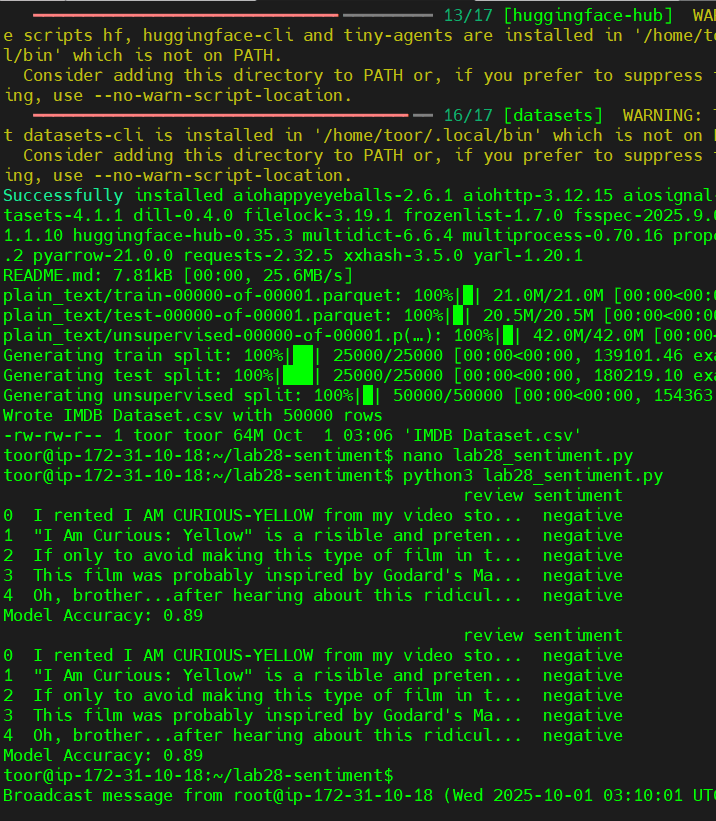 13/17 [huggingface-hub]  WAR
e scripts hf, huggingface-cli and tiny-agents are installed in '/home/to
l/bin' which is not on PATH.
  Consider adding this directory to PATH or, if you prefer to suppress
ing, use --no-warn-script-location.
16/17 [datasets]  WARNING:
t datasets-cli is installed in '/home/toor/.local/bin' which is not on
  Consider adding this directory to PATH or, if you prefer to suppress
ing, use --no-warn-script-location.
Successfully installed aiohappyeyeballs-2.6.1 aiohttp-3.12.15 aiosignal-
tasets-4.1.1 dill-0.4.0 filelock-3.19.1 frozenlist-1.7.0 fsspec-2025.9.0
1.1.10 huggingface-hub-0.35.3 multidict-6.6.4 multiprocess-0.70.16 prop
.2 pyarrow-21.0.0 requests-2.32.5 xxhash-3.5.0 yarl-1.20.1
README.md: 7.81kB [00:00, 25.6MB/s]
plain_text/train-00000-of-00001.parquet: 100%|█| 21.0M/21.0M [00:00<00:
plain_text/test-00000-of-00001.parquet: 100%|█| 20.5M/20.5M [00:00<00:0
plain_text/unsupervised-00000-of-00001.p(…): 100%|█| 42.0M/42.0M [00:00
Generating train split: 100%|██| 25000/25000 [00:00<00:00, 139101.46 exa
Generating test split: 100%|███| 25000/25000 [00:00<00:00, 180219.10 exa
Generating unsupervised split: 100%|█| 50000/50000 [00:00<00:00, 154363
Wrote IMDB Dataset.csv with 50000 rows
-rw-rw-r-- 1 toor toor 64M Oct  1 03:06 'IMDB Dataset.csv'
toor@ip-172-31-10-18:~/lab28-sentiment$ nano lab28_sentiment.py
toor@ip-172-31-10-18:~/lab28-sentiment$ python3 lab28_sentiment.py
                                              review sentiment
0  I rented I AM CURIOUS-YELLOW from my video sto...  negative
1  "I Am Curious: Yellow" is a risible and preten...  negative
2  If only to avoid making this type of film in t...  negative
3  This film was probably inspired by Godard's Ma...  negative
4  Oh, brother...after hearing about this ridicul...  negative
Model Accuracy: 0.89
                                              review sentiment
0  I rented I AM CURIOUS-YELLOW from my video sto...  negative
1  "I Am Curious: Yellow" is a risible and preten...  negative
2  If only to avoid making this type of film in t...  negative
3  This film was probably inspired by Godard's Ma...  negative
4  Oh, brother...after hearing about this ridicul...  negative
Model Accuracy: 0.89
toor@ip-172-31-10-18:~/lab28-sentiment$
Broadcast message from root@ip-172-31-10-18 (Wed 2025-10-01 03:10:01 UTC